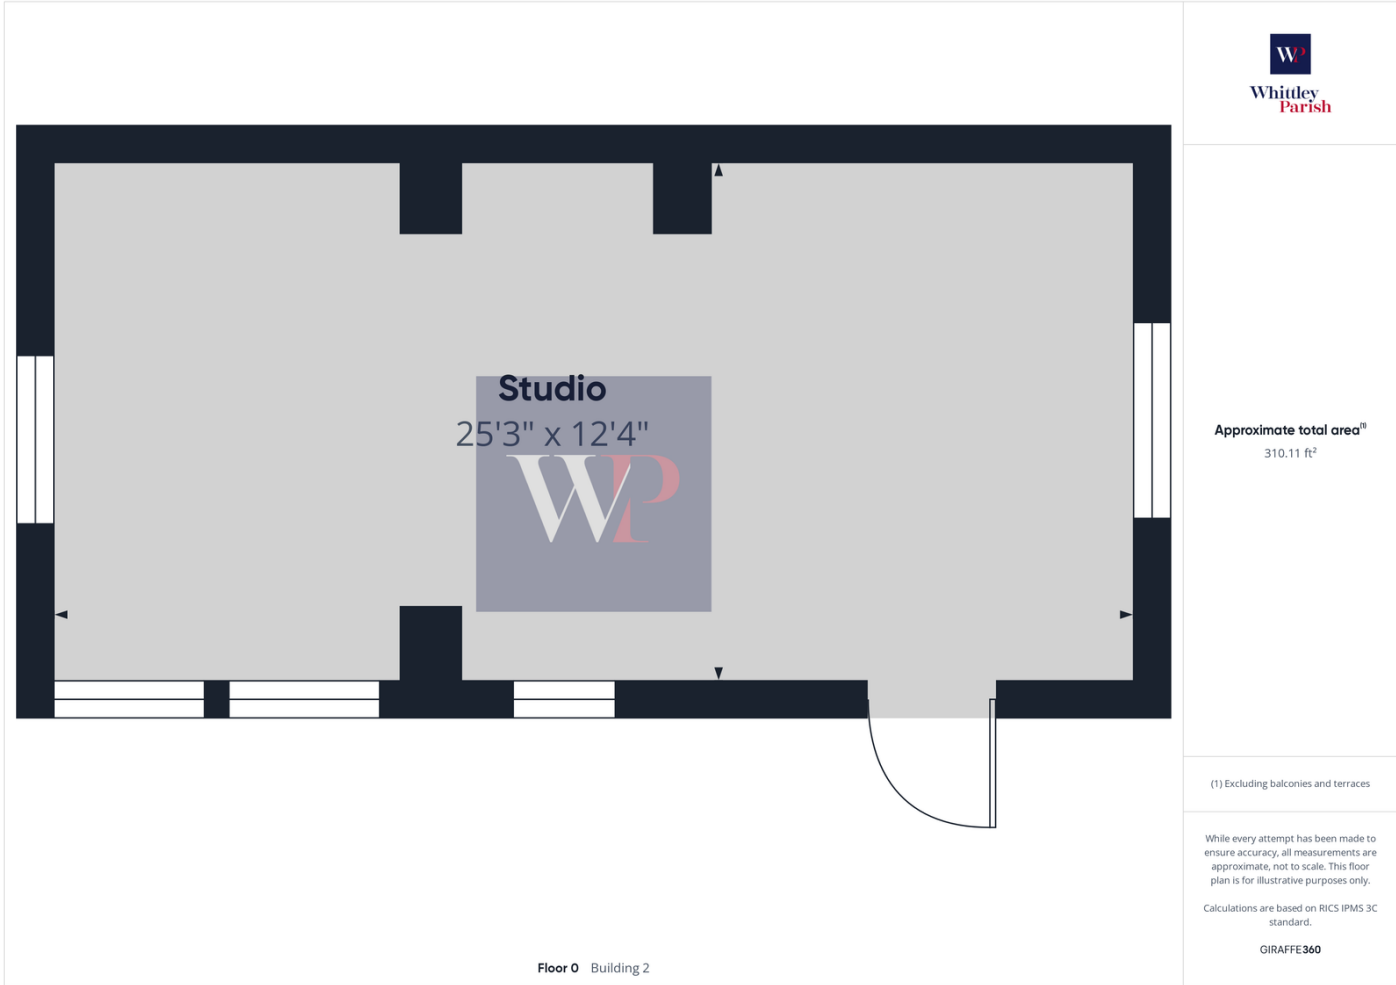 WP
Whittley
Parish
Studio
25'3" x 12'4"
WP
Approximate total area(1)
310.11 ft²
(1) Excluding balconies and terraces
While every attempt has been made to
ensure accuracy, all measurements are
approximate, not to scale. This floor
plan is for illustrative purposes only.
Calculations are based on RICS IPMS 3C
standard.
GIRAFFE360
Floor 0 Building 2